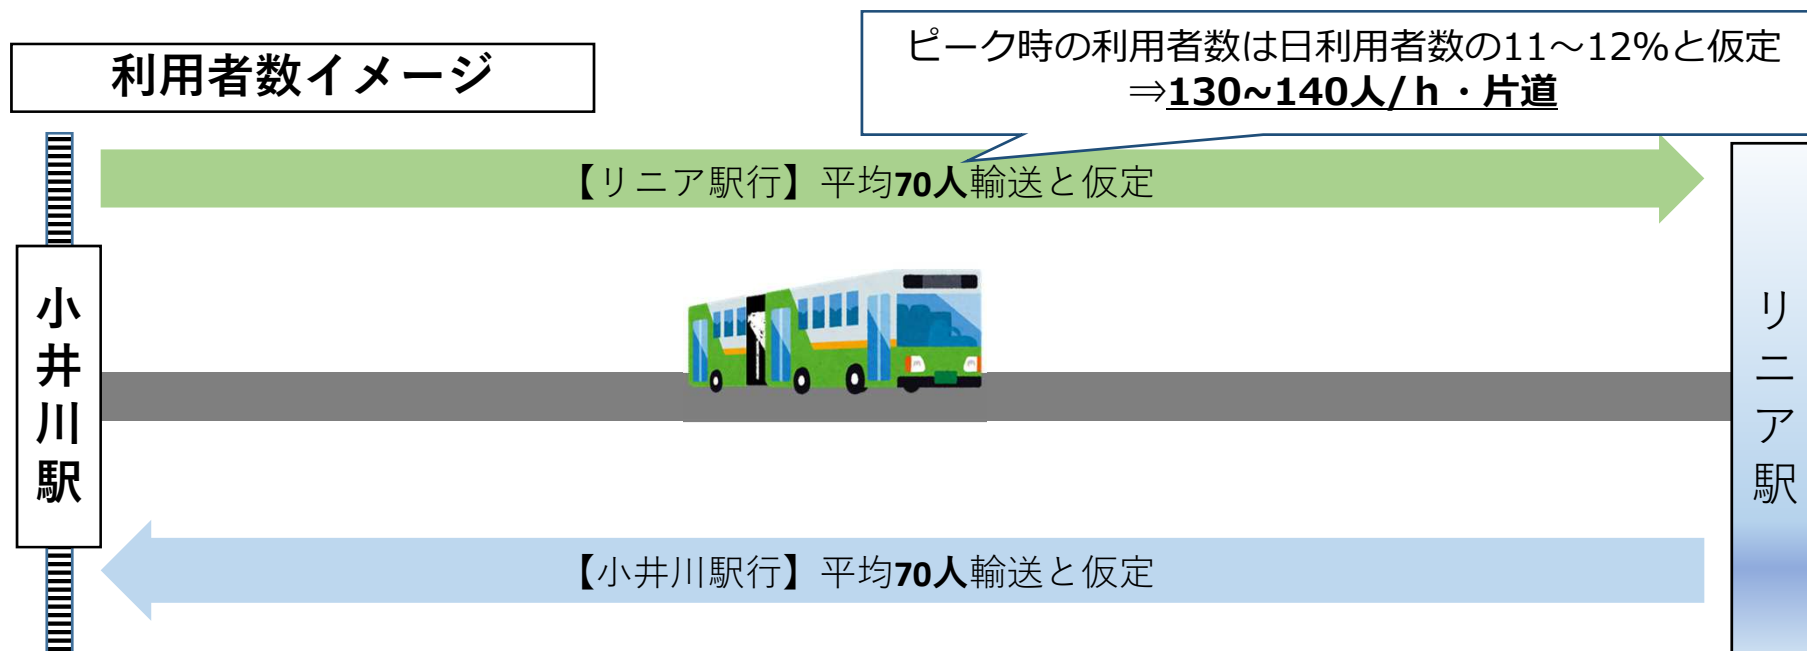 利用者数イメージ
ピーク時の利用者数は日利用者数の11～12%と仮定
⇒130~140人/ｈ・片道
【リニア駅行】平均70人輸送と仮定
小井川駅
リニア駅
【小井川駅行】平均70人輸送と仮定